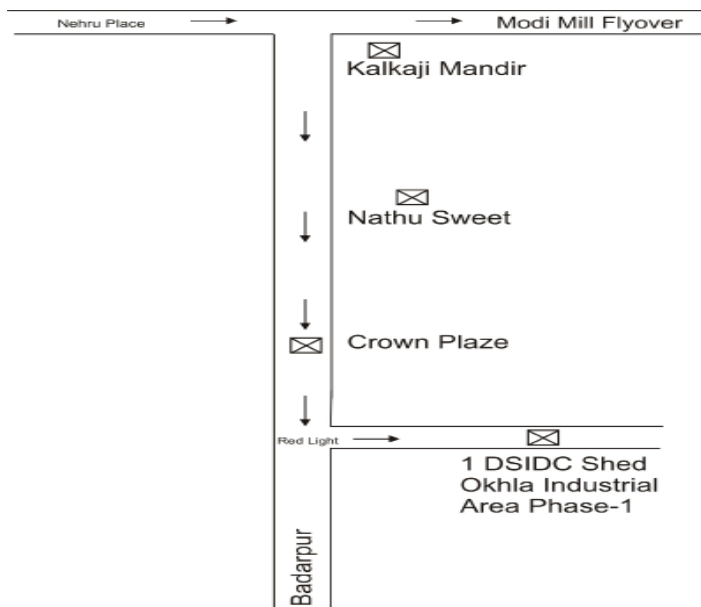 Nehru Place
Modi Mill Flyover
Kalkaji Mandir
Nathu Sweet
Crown Plaze
Red Light
1 DSIDC Shed
Okhla Industrial
Area Phase-1
Badarpur